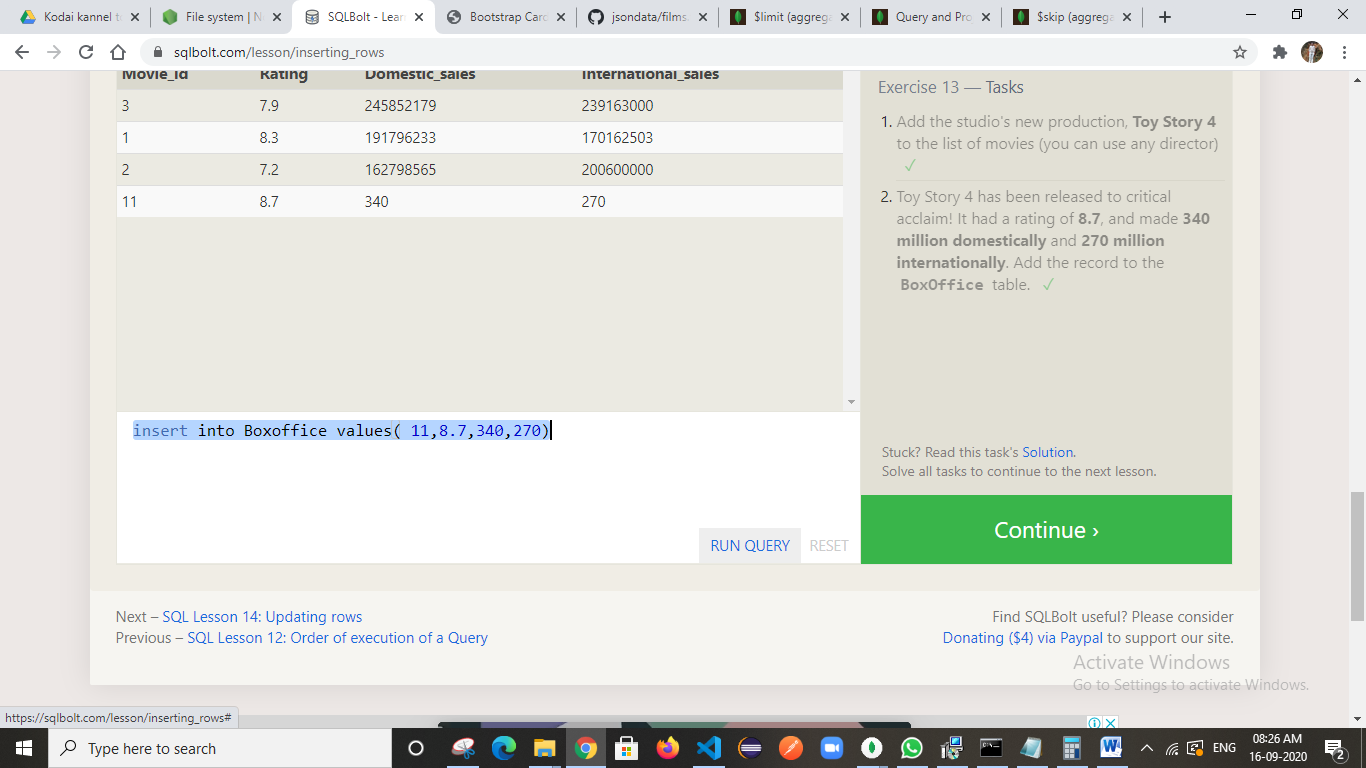 Kodai kannel t
File system | N
SQLBolt - Lear
Bootstrap Card
jsondata/films.
$limit (aggrega
Query and Pro
$skip (aggrega
sqlbolt.com/lesson/inserting_rows
Movie_id Rating Domestic_sales International_sales
3 7.9 245852179 239163000
1 8.3 191796233 170162503
2 7.2 162798565 200600000
11 8.7 340 270
insert into Boxoffice values( 11,8.7,340,270)
RUN QUERY RESET
Exercise 13 — Tasks
1. Add the studio's new production, Toy Story 4
to the list of movies (you can use any director)
✓
2. Toy Story 4 has been released to critical
acclaim! It had a rating of 8.7, and made 340
million domestically and 270 million
internationally. Add the record to the
BoxOffice table. ✓
Stuck? Read this task's Solution.
Solve all tasks to continue to the next lesson.
Continue ›
Next – SQL Lesson 14: Updating rows
Previous – SQL Lesson 12: Order of execution of a Query
Find SQLBolt useful? Please consider
Donating ($4) via Paypal to support our site.
Activate Windows
Go to Settings to activate Windows.
https://sqlbolt.com/lesson/inserting_rows#
Type here to search
ENG
08:26 AM
16-09-2020
2